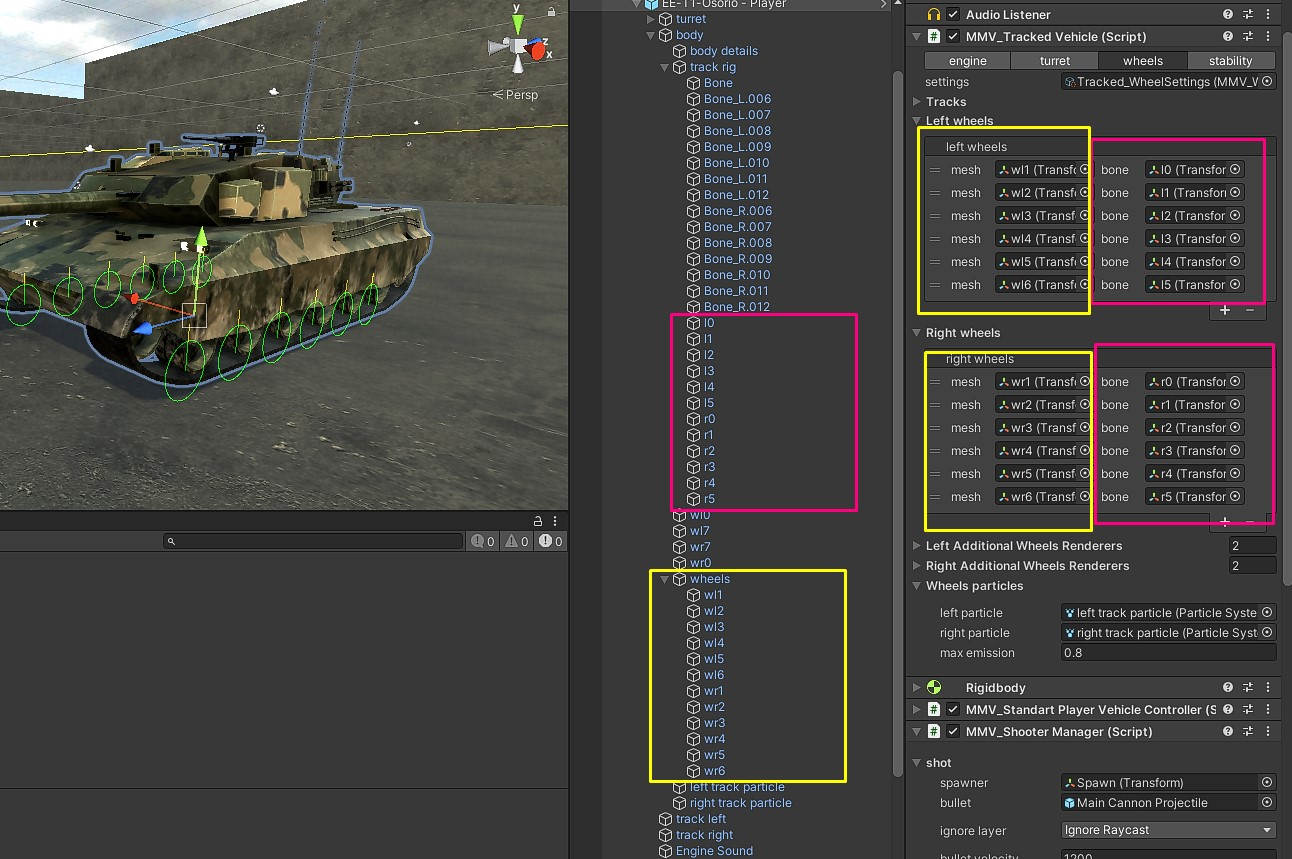 y
x
z
< Persp
0
0
0
EE-T1-Osorio - Player
turret
body
body details
track rig
Bone
Bone_L.006
Bone_L.007
Bone_L.008
Bone_L.009
Bone_L.010
Bone_L.011
Bone_L.012
Bone_R.006
Bone_R.007
Bone_R.008
Bone_R.009
Bone_R.010
Bone_R.011
Bone_R.012
l0
l1
l2
l3
l4
l5
r0
r1
r2
r3
r4
r5
wl0
wl7
wr7
wr0
wheels
wl1
wl2
wl3
wl4
wl5
wl6
wr1
wr2
wr3
wr4
wr5
wr6
left track particle
right track particle
track left
track right
Engine Sound
Audio Listener
# MMV_Tracked Vehicle (Script)
engine turret wheels stability
settings Tracked_WheelSettings (MMV_W
Tracks
Left wheels
left wheels
mesh wl1 (Transf bone l0 (Transfor
mesh wl2 (Transf bone l1 (Transfor
mesh wl3 (Transf bone l2 (Transfor
mesh wl4 (Transf bone l3 (Transfor
mesh wl5 (Transf bone l4 (Transfor
mesh wl6 (Transf bone l5 (Transfor
+ −
Right wheels
right wheels
mesh wr1 (Transf bone r0 (Transfor
mesh wr2 (Transf bone r1 (Transfor
mesh wr3 (Transf bone r2 (Transfor
mesh wr4 (Transf bone r3 (Transfor
mesh wr5 (Transf bone r4 (Transfor
mesh wr6 (Transf bone r5 (Transfor
+ −
Left Additional Wheels Renderers 2
Right Additional Wheels Renderers 2
Wheels particles
left particle left track particle (Particle Syste
right particle right track particle (Particle Syst
max emission 0.8
Rigidbody
# MMV_Standart Player Vehicle Controller (S
# MMV_Shooter Manager (Script)
shot
spawner Spawn (Transform)
bullet Main Cannon Projectile
ignore layer Ignore Raycast
bullet velocity 1200